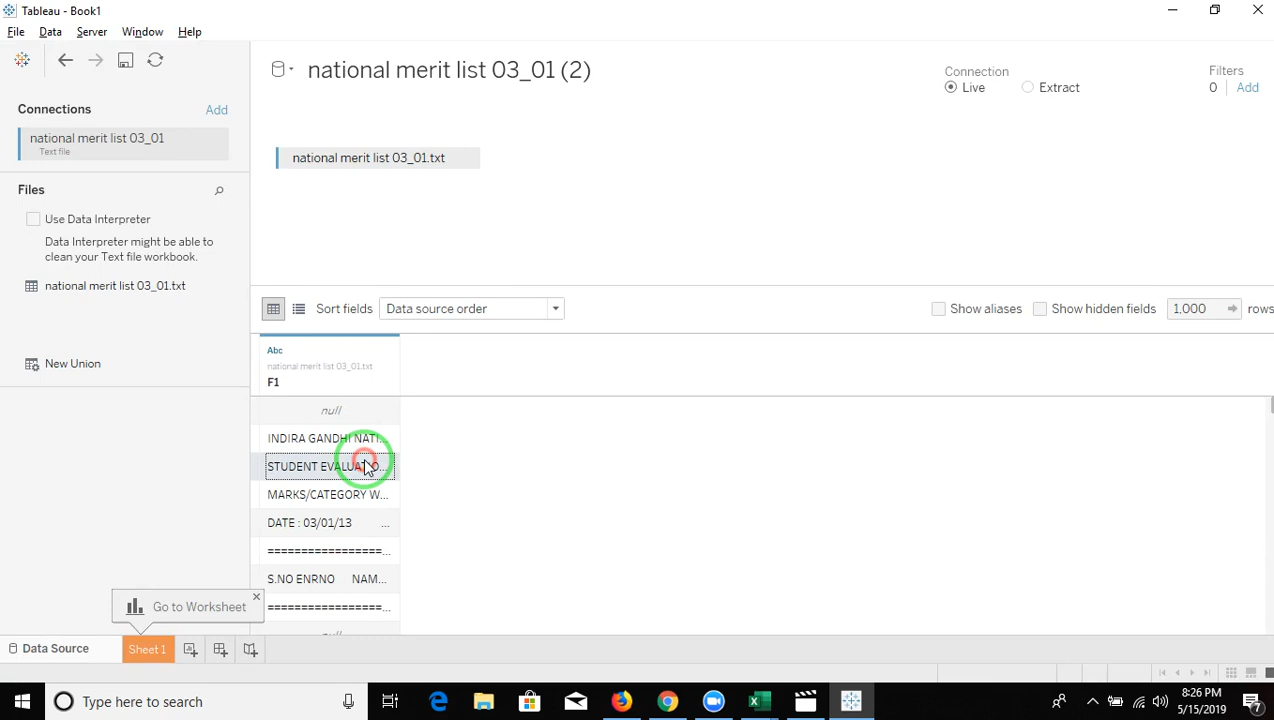 Tableau - Book1
File Data Server Window Help
Connections Add
national merit list 03_01
Text file
Files
Use Data Interpreter
Data Interpreter might be able to
clean your Text file workbook.
national merit list 03_01.txt
New Union
national merit list 03_01 (2)
Connection
Live Extract
Filters
0 Add
national merit list 03_01.txt
Sort fields Data source order
Show aliases Show hidden fields 1,000 rows
Abc
national merit list 03_01.txt
F1
null
INDIRA GANDHI NATI...
STUDENT EVALUATIO...
MARKS/CATEGORY W...
DATE : 03/01/13 ...
=================...
S.NO ENRNO NAM...
=================...
null
Go to Worksheet
Data Source Sheet 1
Type here to search
8:26 PM
5/15/2019
7